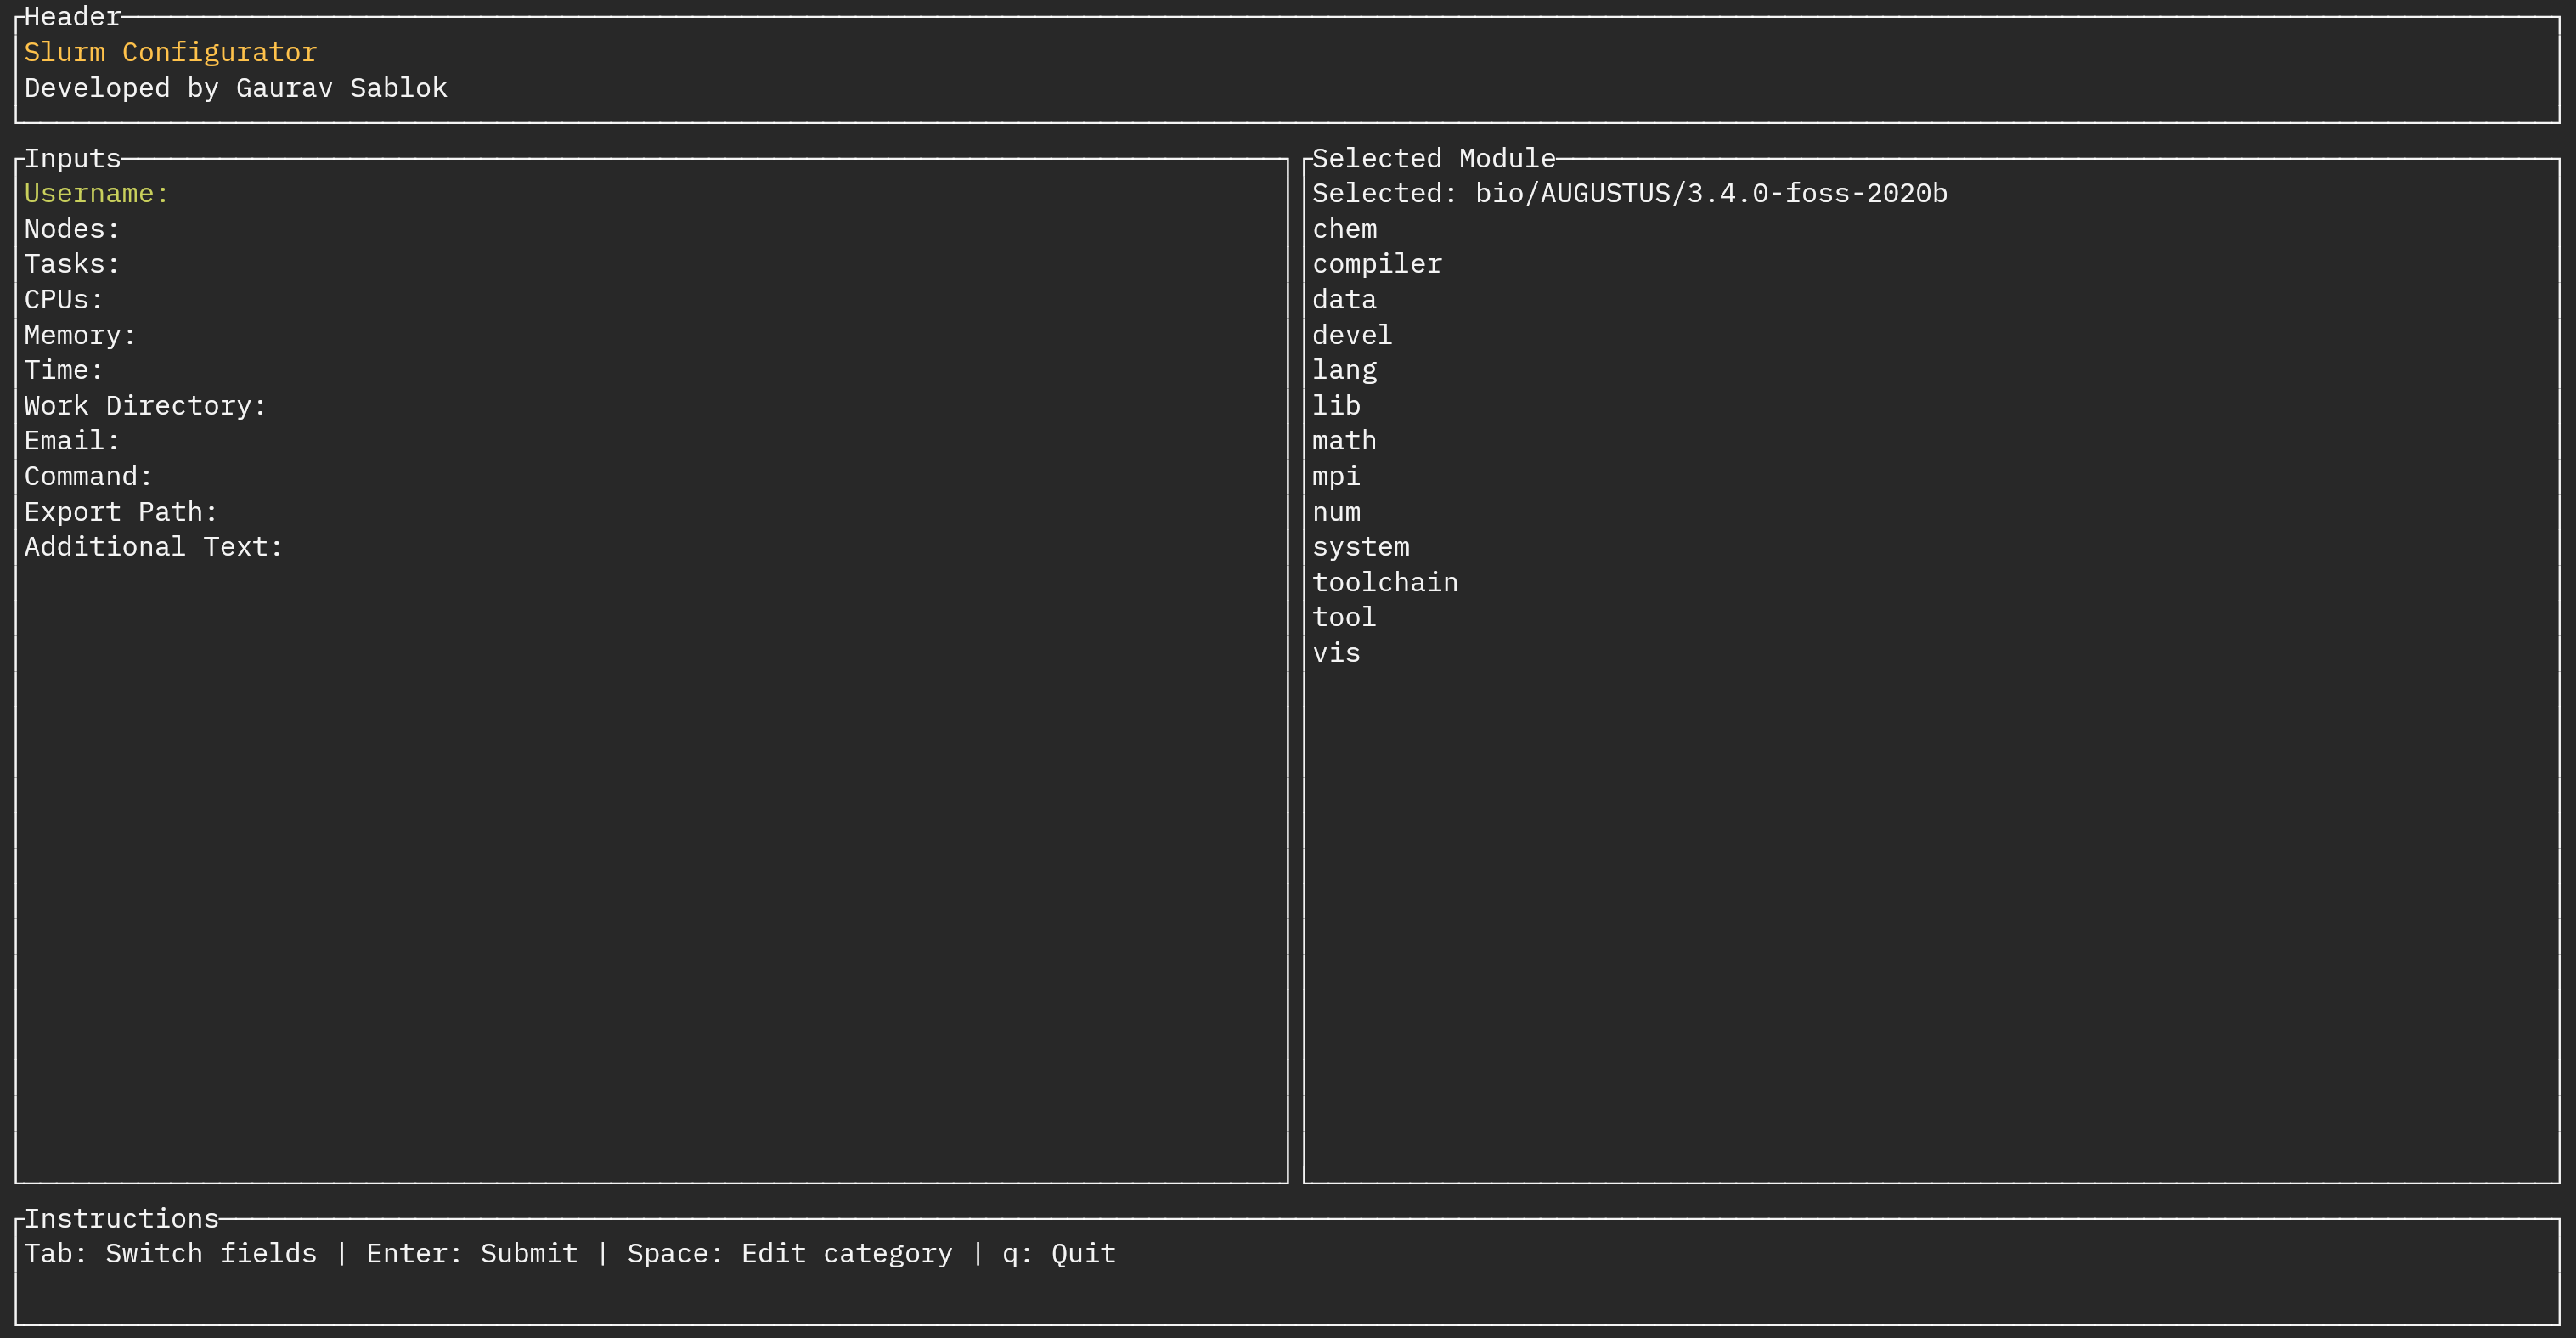 Header
Slurm Configurator
Developed by Gaurav Sablok
Inputs
Username:
Nodes:
Tasks:
CPUs:
Memory:
Time:
Work Directory:
Email:
Command:
Export Path:
Additional Text:
Selected Module
Selected: bio/AUGUSTUS/3.4.0-foss-2020b
chem
compiler
data
devel
lang
lib
math
mpi
num
system
toolchain
tool
vis
Instructions
Tab: Switch fields | Enter: Submit | Space: Edit category | q: Quit